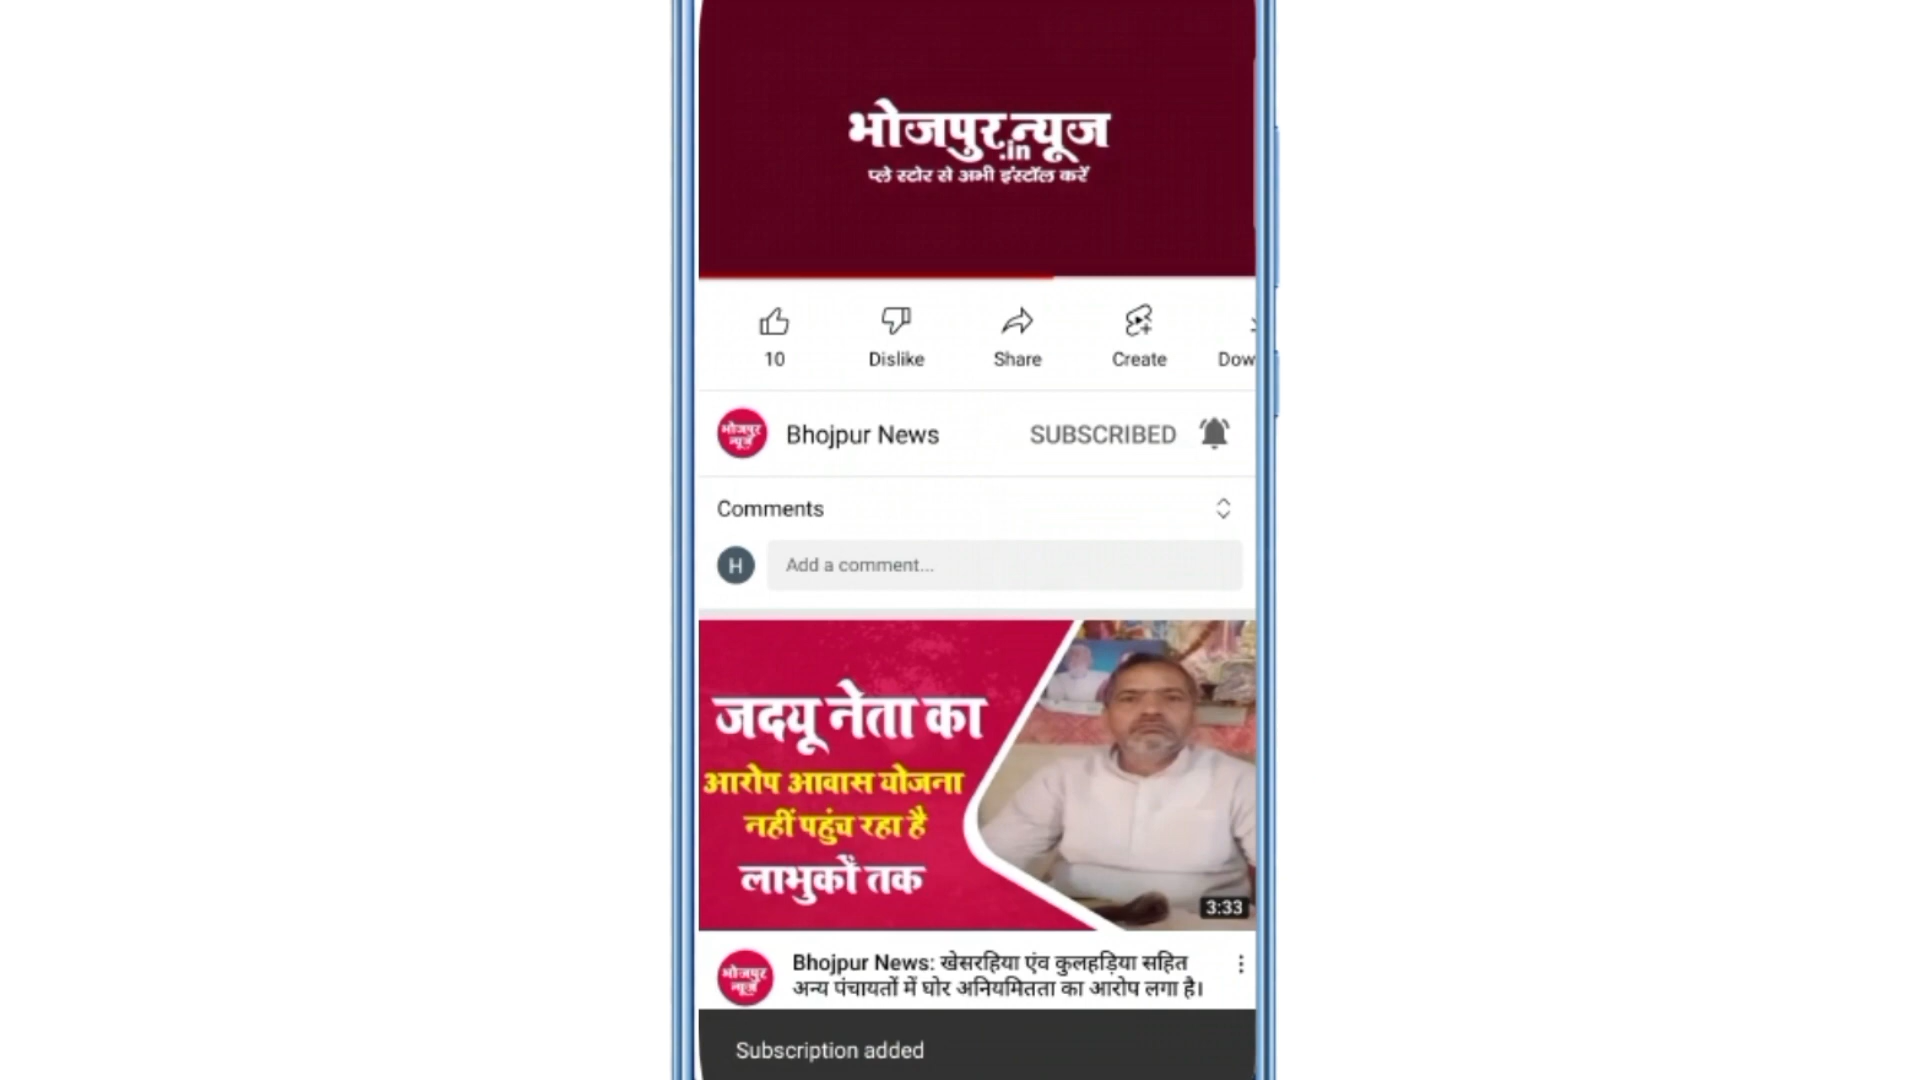 भोजपुर न्यूज
.in
प्ले स्टोर से अभी इंस्टॉल करें
10
Dislike
Share
Create
Dow
भोजपुर
न्यूज
Bhojpur News
SUBSCRIBED
Comments
H
Add a comment...
जदयू नेता का
आरोप आवास योजना
नहीं पहुंच रहा है
लाभुकों तक
3:33
भोजपुर
न्यूज
Bhojpur News: खेसरहिया एंव कुलहड़िया सहित
अन्य पंचायतों में घोर अनियमितता का आरोप लगा है।
Subscription added